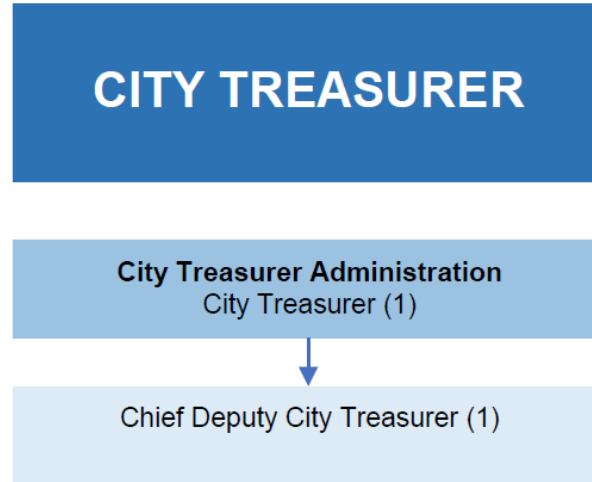 CITY TREASURER
City Treasurer Administration
City Treasurer (1)
Chief Deputy City Treasurer (1)